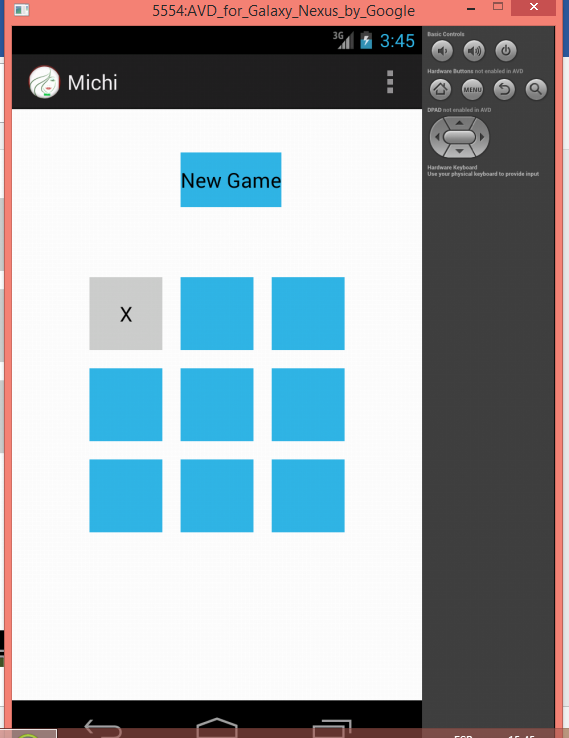 5554:AVD_for_Galaxy_Nexus_by_Google
3G
3:45
Michi
New Game
X
Basic Controls
Hardware Buttons not enabled in AVD
MENU
DPAD not enabled in AVD
Hardware Keyboard
Use your physical keyboard to provide input